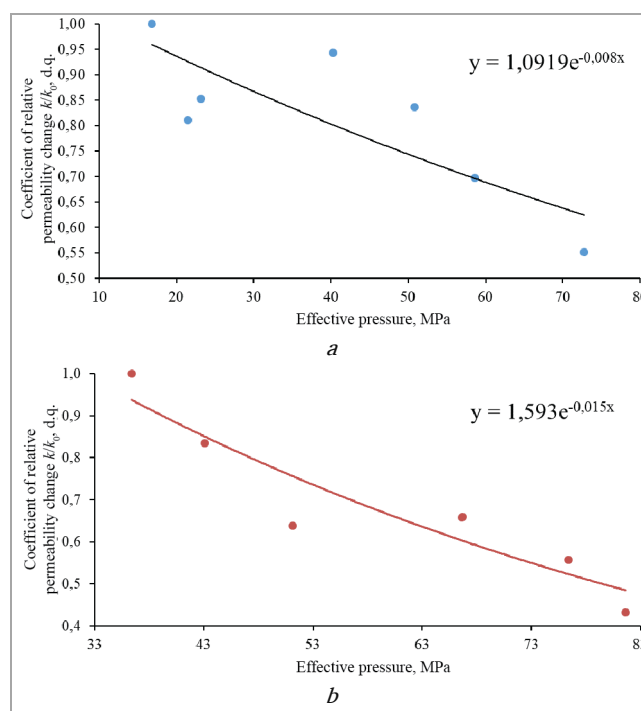 Coefficient of relative
permeability change k/k₀, d.q.
1,00
0,95
0,90
0,85
0,80
0,75
0,70
0,65
0,60
0,55
0,50
y = 1,0919e⁻⁰,⁰⁰⁸ˣ
10 20 30 40 50 60 70 80
Effective pressure, MPa
a
Coefficient of relative
permeability change k/k₀, d.q.
1,0
0,9
0,8
0,7
0,6
0,5
0,4
y = 1,593e⁻⁰,⁰¹⁵ˣ
33 43 53 63 73
Effective pressure, MPa
b